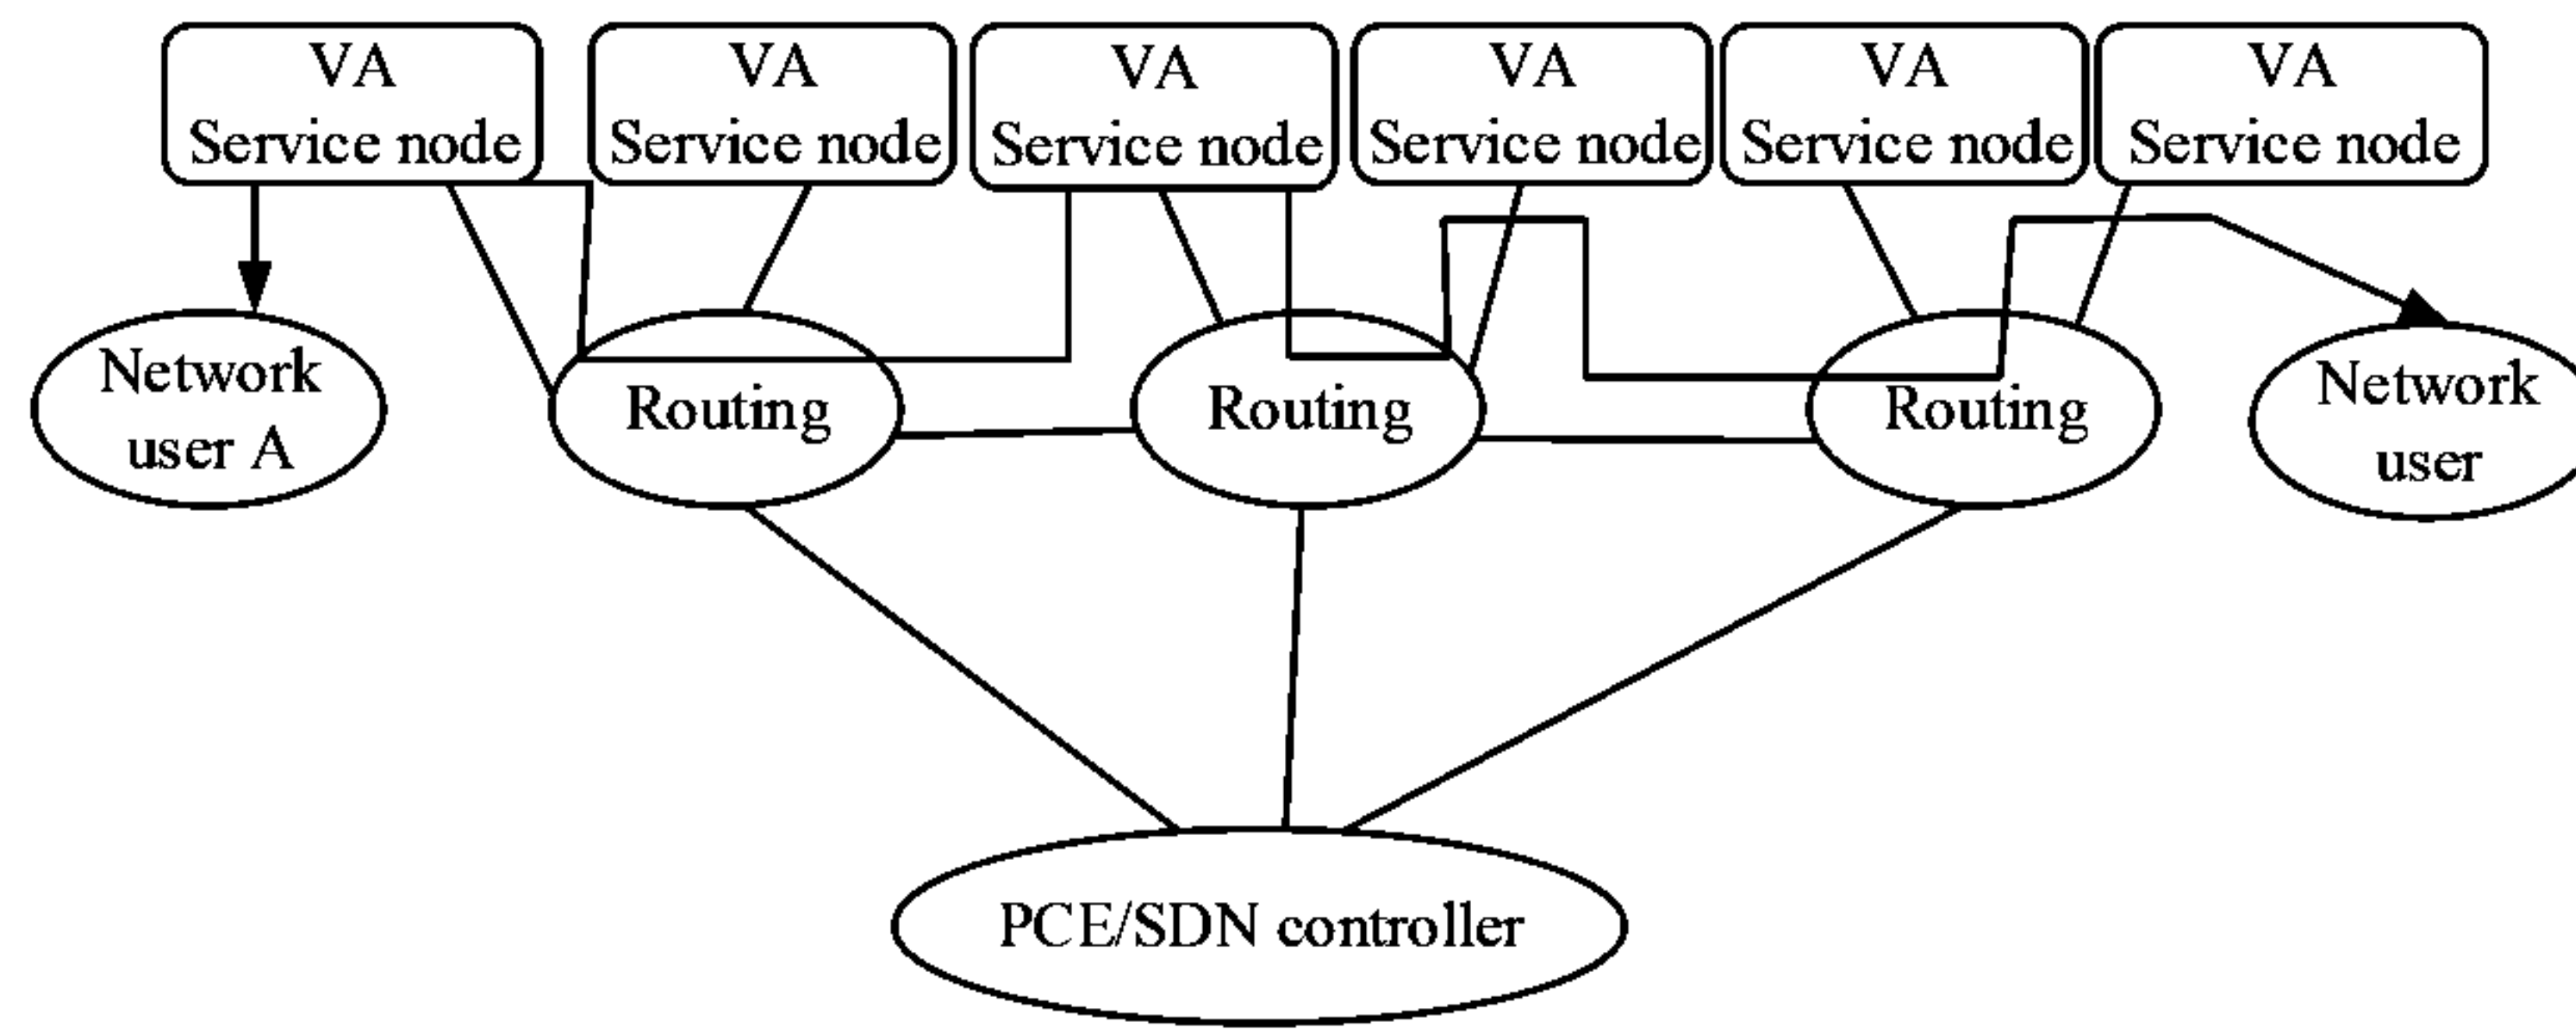 VA
Service node
VA
Service node
VA
Service node
VA
Service node
VA
Service node
VA
Service node
Network
user A
Routing
Routing
Routing
Network
user
PCE/SDN controller